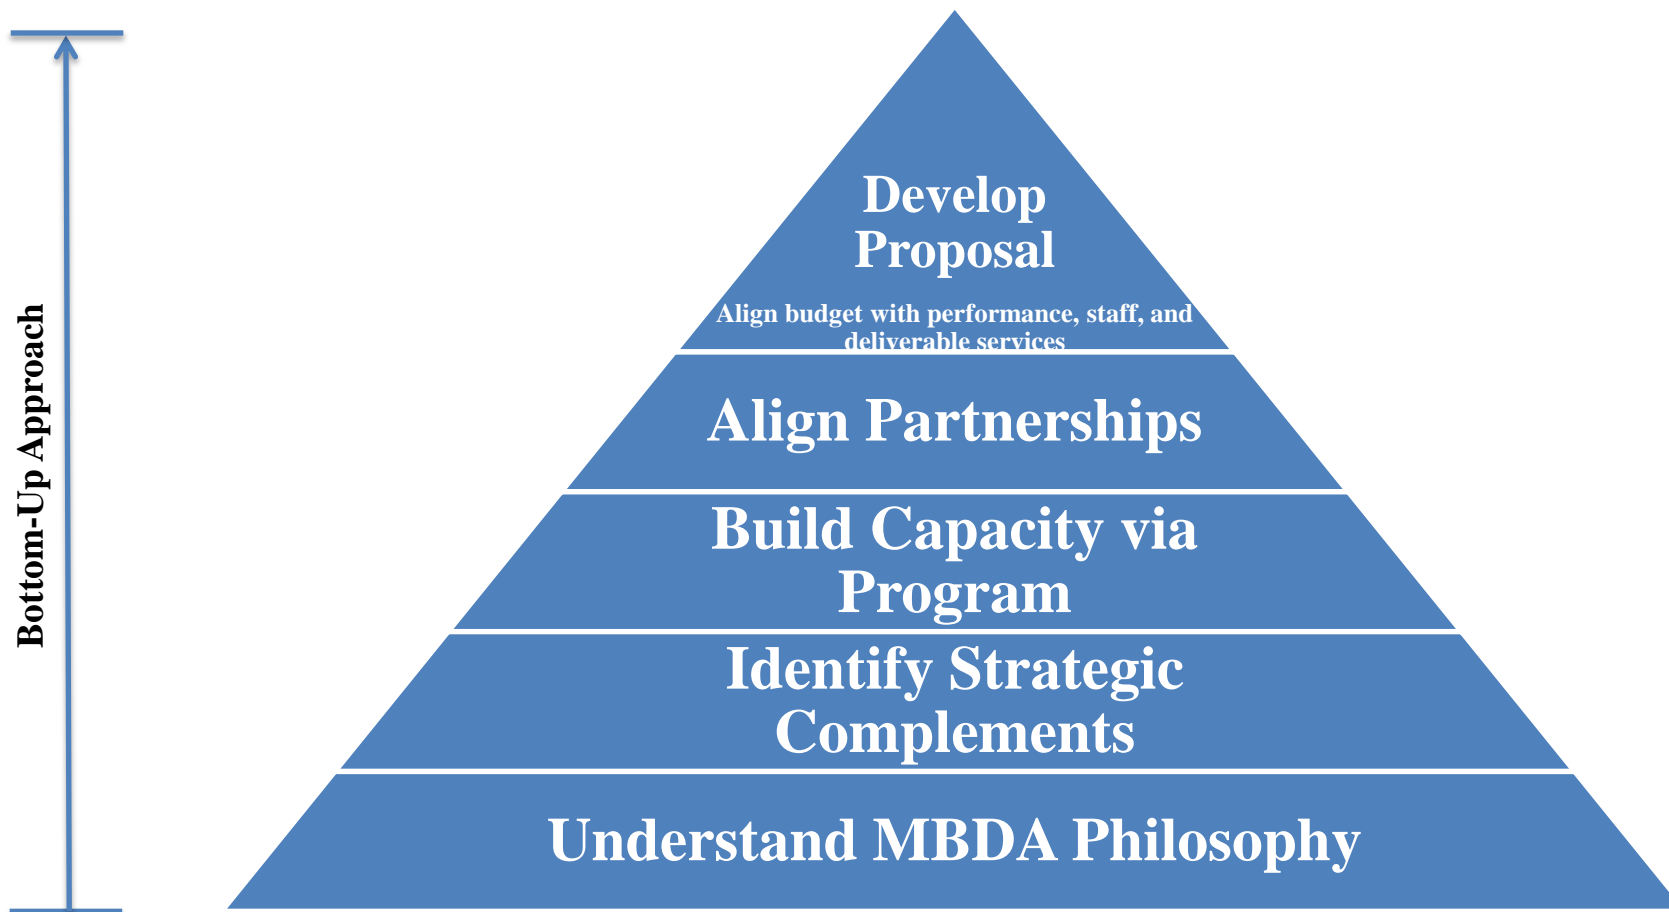 Bottom-Up Approach
Develop
Proposal
Align budget with performance, staff, and
deliverable services
Align Partnerships
Build Capacity via
Program
Identify Strategic
Complements
Understand MBDA Philosophy